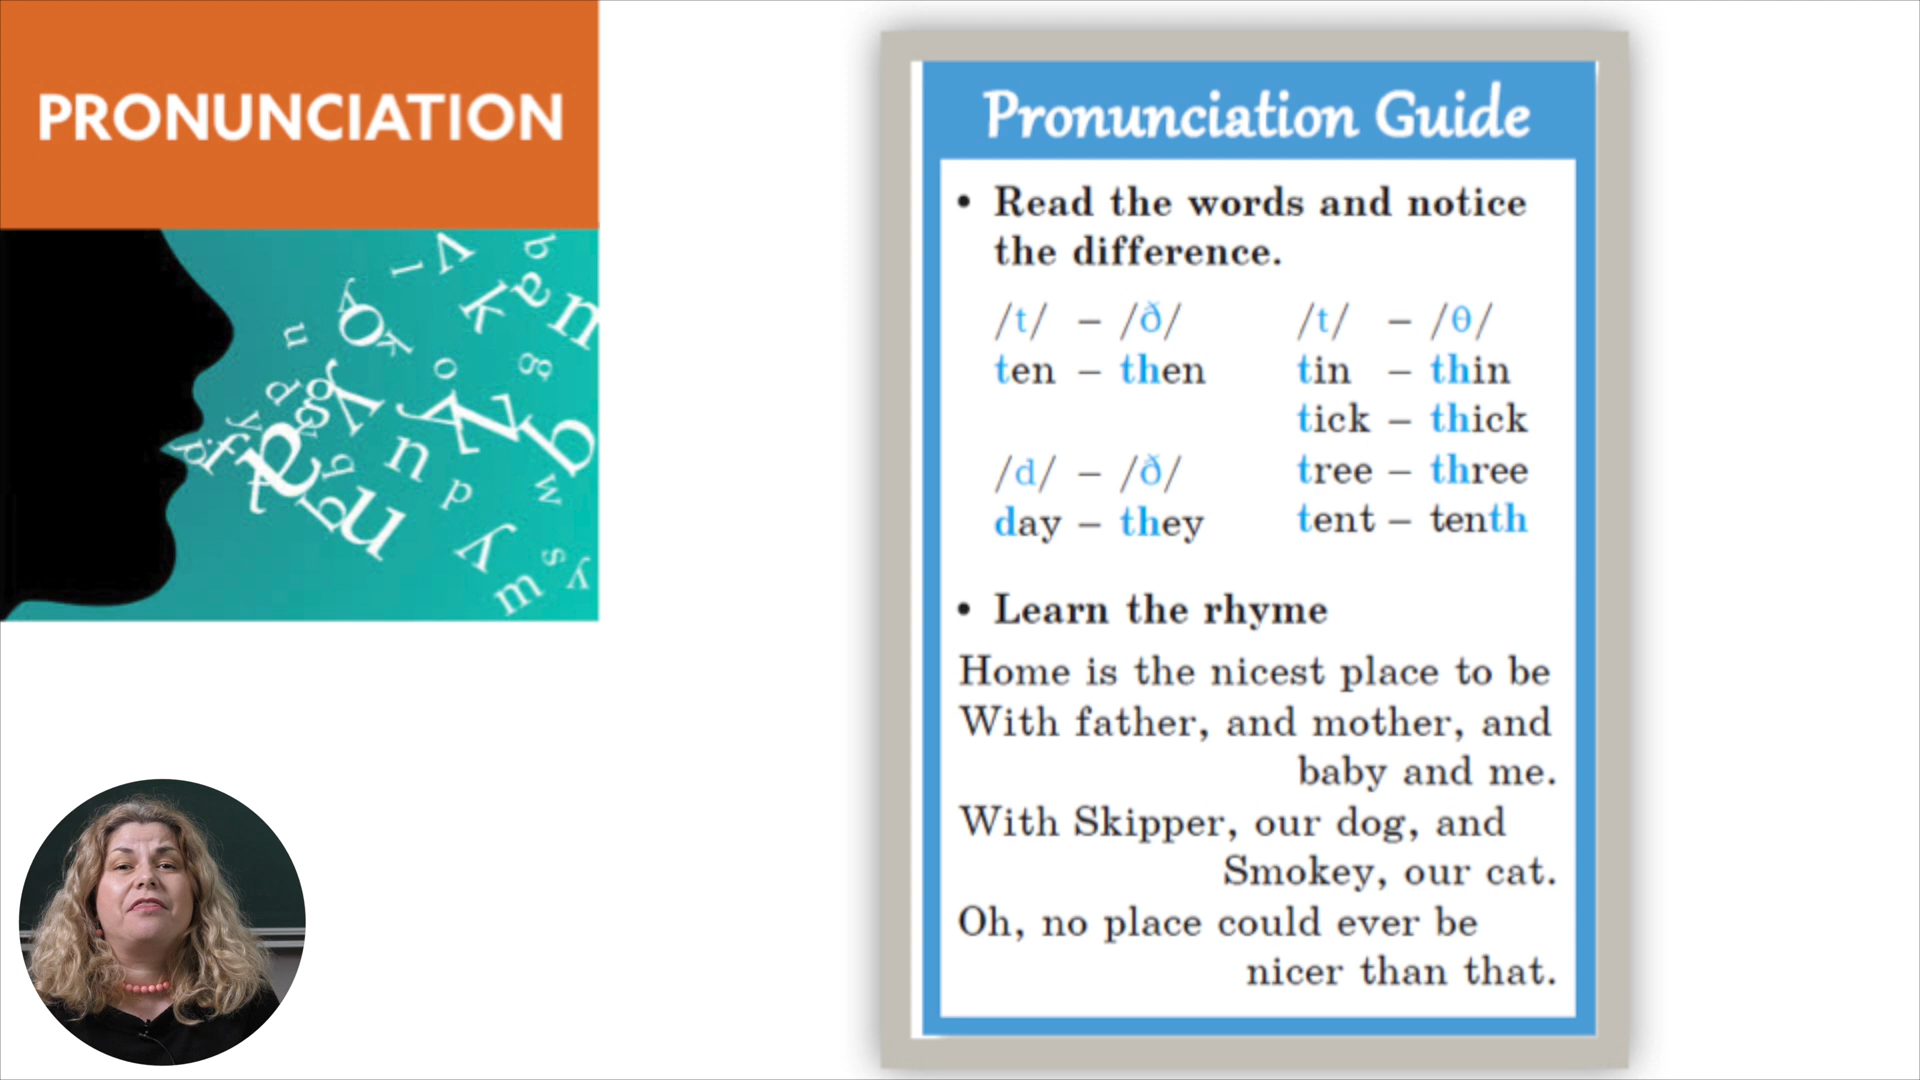 PRONUNCIATION
Pronunciation Guide
• Read the words and notice
the difference.
/t/ – /ð/
ten – then
/d/ – /ð/
day – they
/t/ – /θ/
tin – thin
tick – thick
tree – three
tent – tenth
• Learn the rhyme
Home is the nicest place to be
With father, and mother, and
baby and me.
With Skipper, our dog, and
Smokey, our cat.
Oh, no place could ever be
nicer than that.